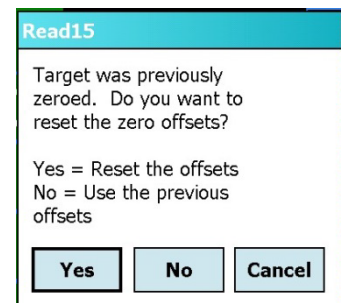 Read15
Target was previously
zeroed. Do you want to
reset the zero offsets?
Yes = Reset the offsets
No = Use the previous
offsets
Yes No Cancel